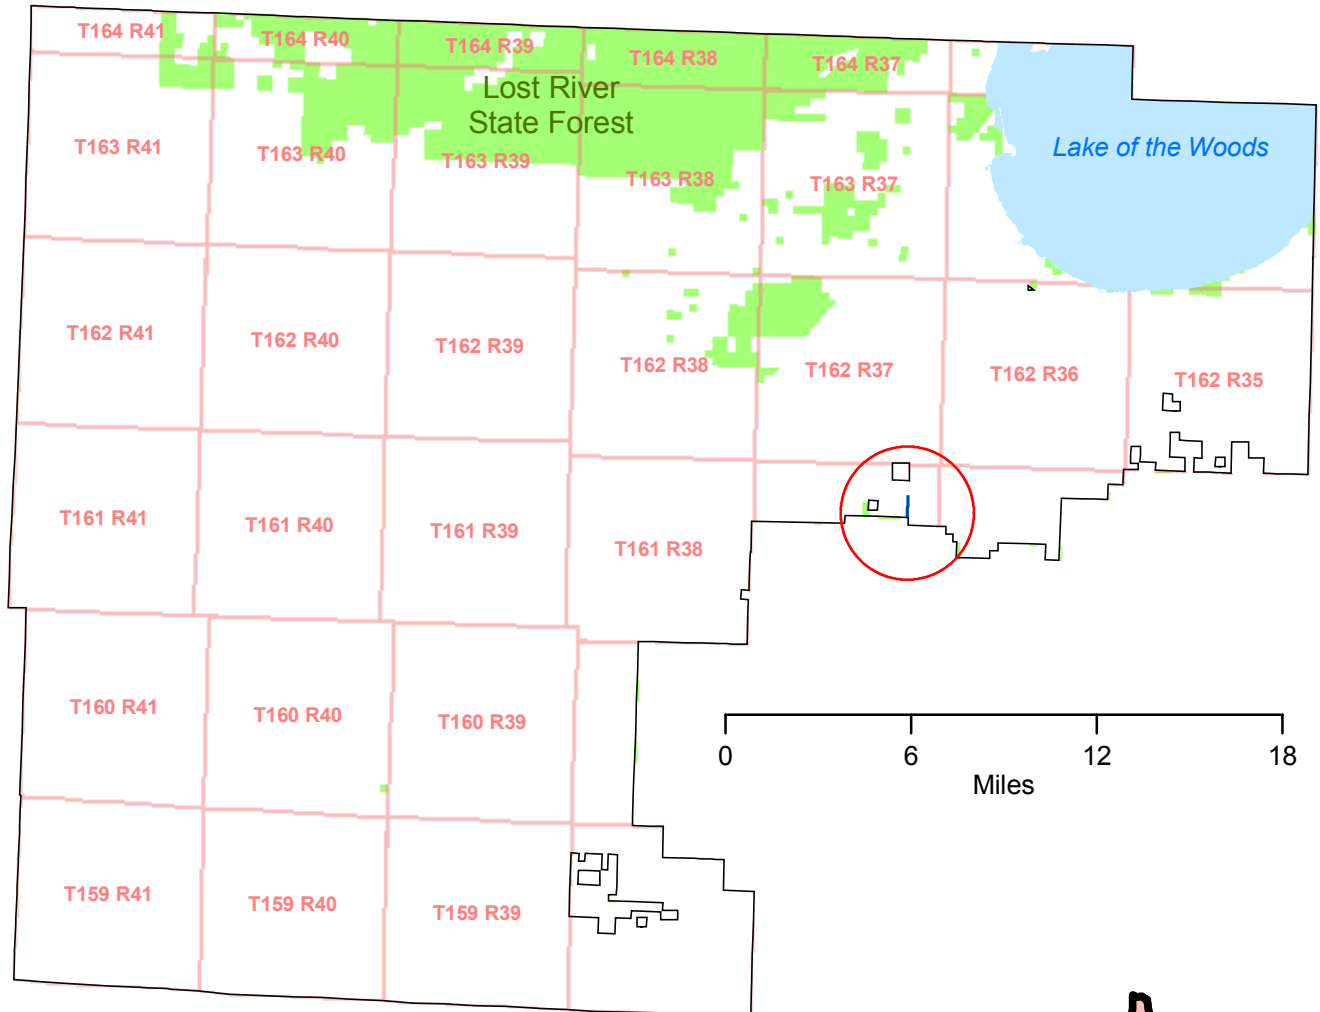 T164 R41
T164 R40
T164 R39
T164 R38
T164 R37
Lost River
State Forest
Lake of the Woods
T163 R41
T163 R40
T163 R39
T163 R38
T163 R37
T162 R41
T162 R40
T162 R39
T162 R38
T162 R37
T162 R36
T162 R35
T161 R41
T161 R40
T161 R39
T161 R38
T160 R41
T160 R40
T160 R39
0 6 12 18
Miles
T159 R41
T159 R40
T159 R39